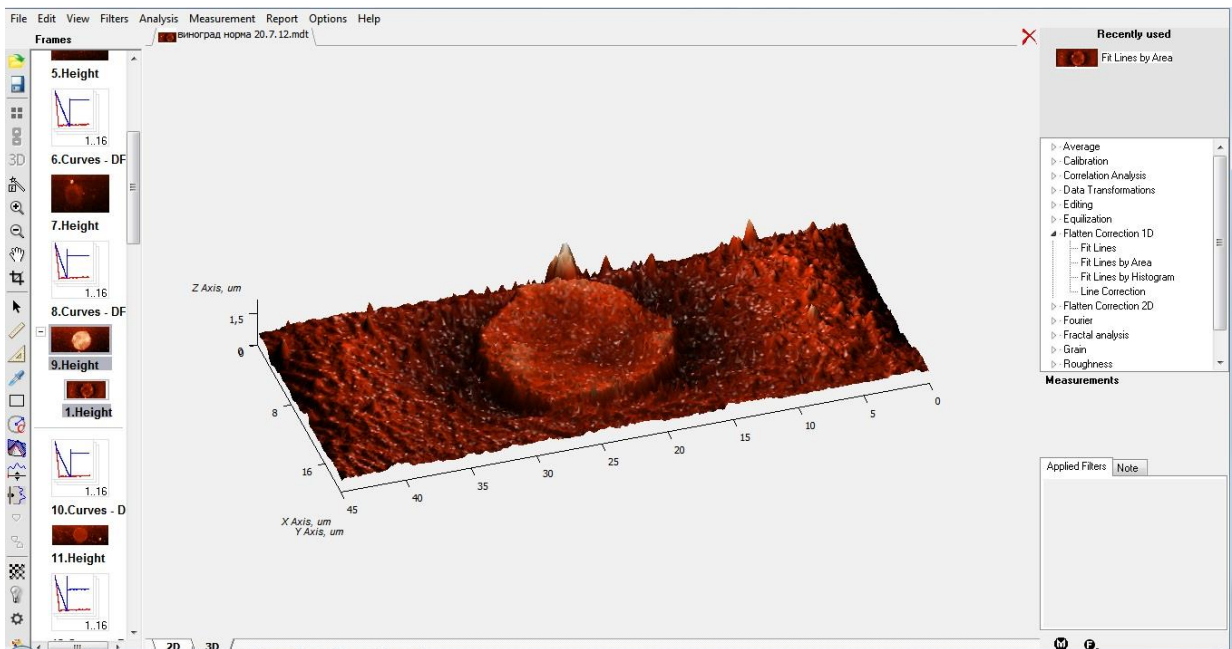 File Edit View Filters Analysis Measurement Report Options Help
Frames
виноград норма 20.7.12.mdt
Recently used
Fit Lines by Area
5.Height
1..16
3D
6.Curves - DF
7.Height
8.Curves - DF
9.Height
1.Height
1..16
10.Curves - D
11.Height
1..16
Z Axis, um
1,5
0
8
16
X Axis, um
Y Axis, um
45
40
35
30
25
20
15
10
5
0
Average
Calibration
Correlation Analysis
Data Transformations
Editing
Equilization
Flatten Correction 1D
Fit Lines
Fit Lines by Area
Fit Lines by Histogram
Line Correction
Flatten Correction 2D
Fourier
Fractal analysis
Grain
Roughness
Measurements
Applied Filters Note
2D 3D
M F